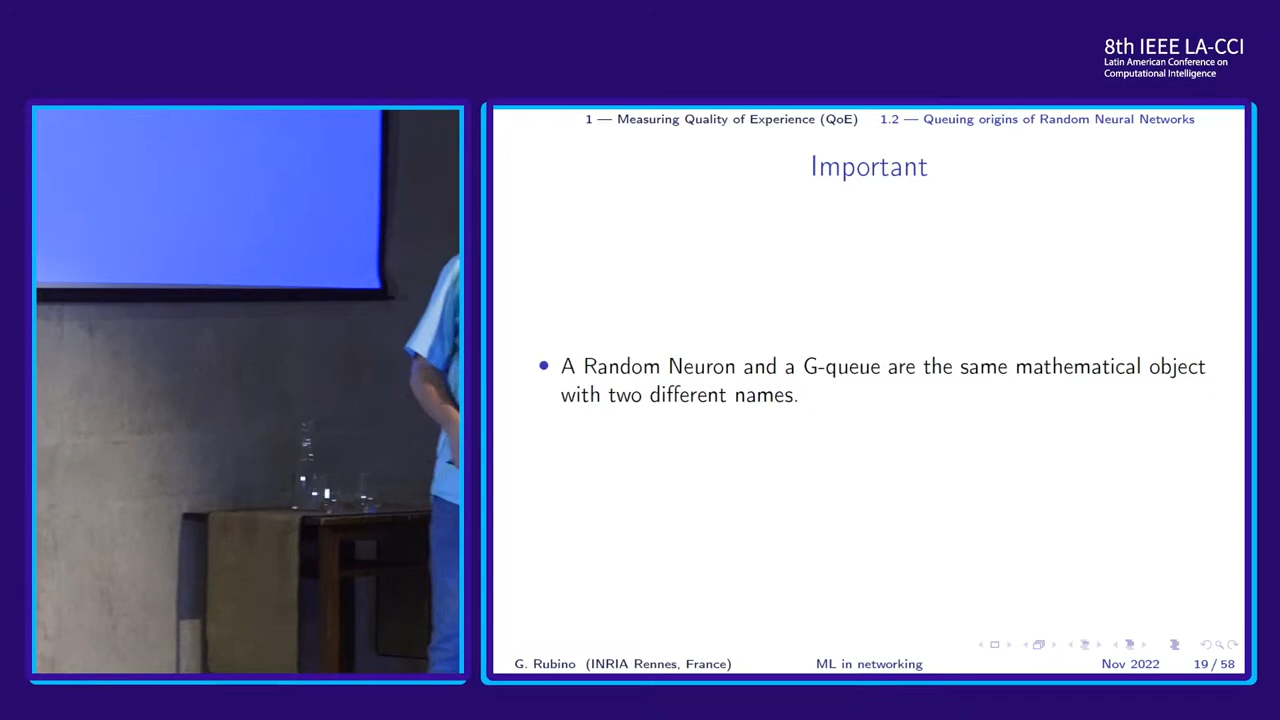 8th IEEE LA-CCI
Latin American Conference on
Computational Intelligence
1 — Measuring Quality of Experience (QoE) 1.2 — Queuing origins of Random Neural Networks
Important
• A Random Neuron and a G-queue are the same mathematical object
with two different names.
G. Rubino (INRIA Rennes, France) ML in networking Nov 2022 19 / 58